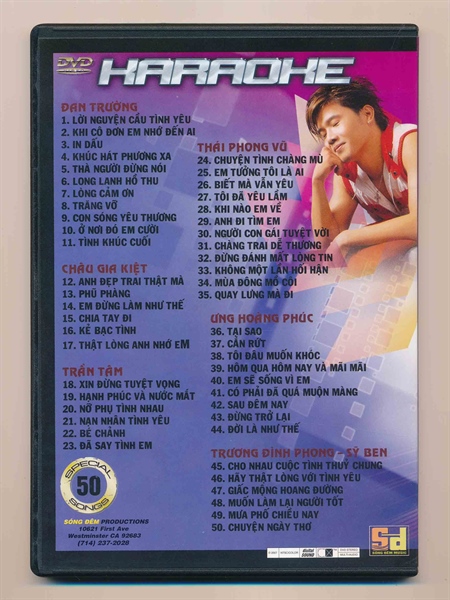 DVD KARAOKE
ĐAN TRƯỜNG
1. LỜI NGUYỆN CẦU TÌNH YÊU
2. KHI CÔ ĐƠN EM NHỚ ĐẾN AI
3. IN DẤU
4. KHÚC HÁT PHƯƠNG XA
5. THÀ NGƯỜI ĐỪNG NÓI
6. LONG LANH HỒ THU
7. LÒNG CẢM ƠN
8. TRĂNG VỠ
9. CON SÓNG YÊU THƯƠNG
10. Ở NƠI ĐÓ EM CƯỜI
11. TÌNH KHÚC CUỐI
CHÂU GIA KIỆT
12. ANH ĐẸP TRAI THẬT MÀ
13. PHŨ PHÀNG
14. EM ĐỪNG LÀM NHƯ THẾ
15. CHIA TAY ĐI
16. KẺ BẠC TÌNH
17. THẬT LÒNG ANH NHỚ EM
TRẦN TÂM
18. XIN ĐỪNG TUYỆT VỌNG
19. HẠNH PHÚC VÀ NƯỚC MẮT
20. NỠ PHỤ TÌNH NHAU
21. NẠN NHÂN TÌNH YÊU
22. BÉ CHẢNH
23. ĐÃ SAY TÌNH EM
THÁI PHONG VŨ
24. CHUYỆN TÌNH CHÀNG MÙ
25. EM TƯỞNG TÔI LÀ AI
26. BIẾT MÀ VẪN YÊU
27. TÔI ĐÃ YÊU LẦM
28. KHI NÀO EM VỀ
29. ANH ĐI TÌM EM
30. NGƯỜI CON GÁI TUYỆT VỜI
31. CHÀNG TRAI DỄ THƯƠNG
32. ĐỪNG ĐÁNH MẤT LÒNG TIN
33. KHÔNG MỘT LẦN HỐI HẬN
34. MÙA ĐÔNG MỒ CÔI
35. QUAY LƯNG MÀ ĐI
ƯNG HOÀNG PHÚC
36. TẠI SAO
37. CẮN RỨT
38. TÔI ĐÂU MUỐN KHÓC
39. HÔM QUA HÔM NAY VÀ MÃI MÃI
40. EM SẼ SỐNG VÌ EM
41. CÓ PHẢI ĐÃ QUÁ MUỘN MÀNG
42. SAU ĐÊM NAY
43. ĐỪNG TRỞ LẠI
44. ĐỜI LÀ NHƯ THẾ
TRƯƠNG ĐÌNH PHONG - SỸ BEN
45. CHO NHAU CUỘC TÌNH THUỶ CHUNG
46. HÃY THẬT LÒNG VỚI TÌNH YÊU
47. GIẤC MỘNG HOANG ĐƯỜNG
48. MUỐN LÀM LẠI NGƯỜI TỐT
49. MƯA PHỐ CHIỀU NAY
50. CHUYỆN NGÀY THƠ
SPECIAL
50
SONGS
SÓNG ĐÊM PRODUCTIONS
10621 First Ave
Westminster CA 92683
(714) 237-2028
Sd
SONG DEM MUSIC